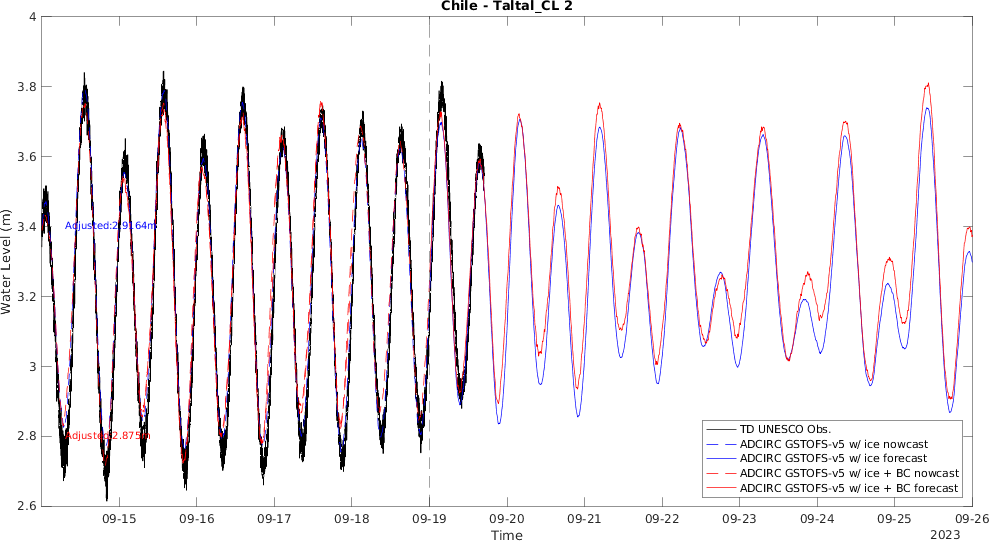 Chile - Taltal_CL 2
Water Level (m)
4
3.8
3.6
3.4
3.2
3
2.8
2.6
Adjusted:2.9164m
Adjusted:2.875m
TD UNESCO Obs.
ADCIRC GSTOFS-v5 w/ ice nowcast
ADCIRC GSTOFS-v5 w/ ice forecast
ADCIRC GSTOFS-v5 w/ ice + BC nowcast
ADCIRC GSTOFS-v5 w/ ice + BC forecast
09-15 09-16 09-17 09-18 09-19 09-20 09-21 09-22 09-23 09-24 09-25 09-26
Time
2023